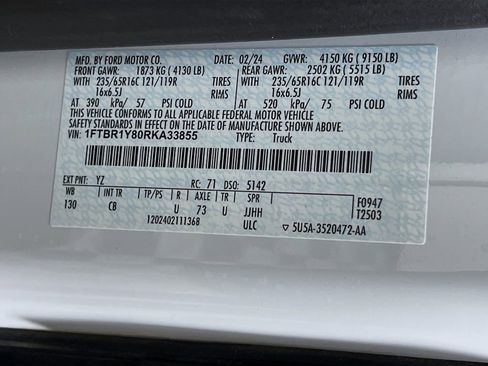 MFD. BY FORD MOTOR CO. 02/24 GVWR: 4150 KG ( 9150 LB)
FRONT GAWR: 1873 KG ( 4130 LB) REAR GAWR: 2502 KG ( 5515 LB)
WITH 235/65R16C 121/119R TIRES WITH 235/65R16C 121/119R TIRES
16x6.5J RIMS 16x6.5J RIMS
AT 390 kPa/ 57 PSI COLD AT 520 kPa/ 75 PSI COLD
THIS VEHICLE CONFORMS TO ALL APPLICABLE FEDERAL MOTOR VEHICLE
SAFETY STANDARDS IN EFFECT ON THE DATE OF MANUFACTURE SHOWN ABOVE.
VIN: 1FTBR1Y80RKA33855 TYPE: Truck
EXT PNT: YZ RC: 71 DSO: 5142
WB INT TR TP/PS R AXLE TR SPR F0947
130 CB U 73 U JJHH T2503
1202402111368 ULC 5U5A-3520472-AA